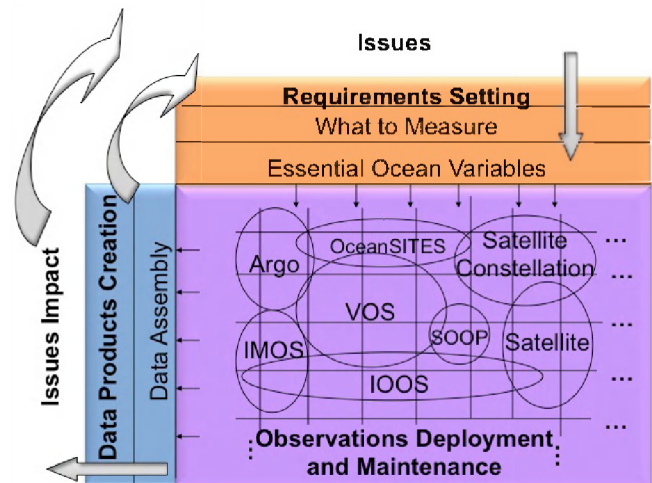 Issues
Requirements Setting
What to Measure
Essential Ocean Variables
Issues Impact
Data Products Creation
Data Assembly
Argo
OceanSITES
Satellite
Constellation
...
...
VOS
SOOP
Satellite
...
IMOS
IOOS
...
...
Observations Deployment
and Maintenance